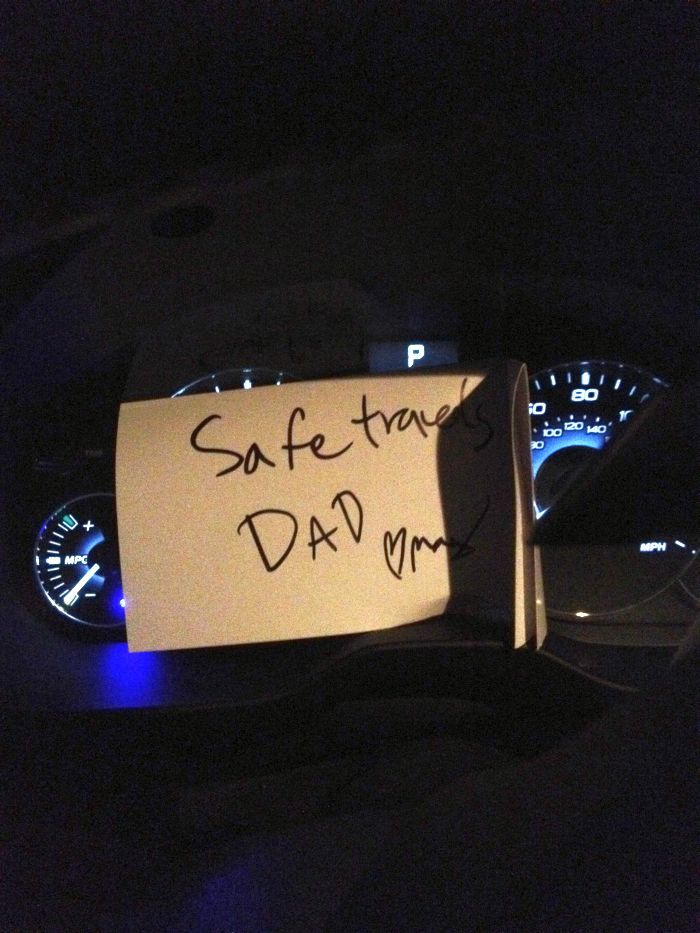 P
Safe travels
DAD
80
100 120 140
MPG
+
-
MPH